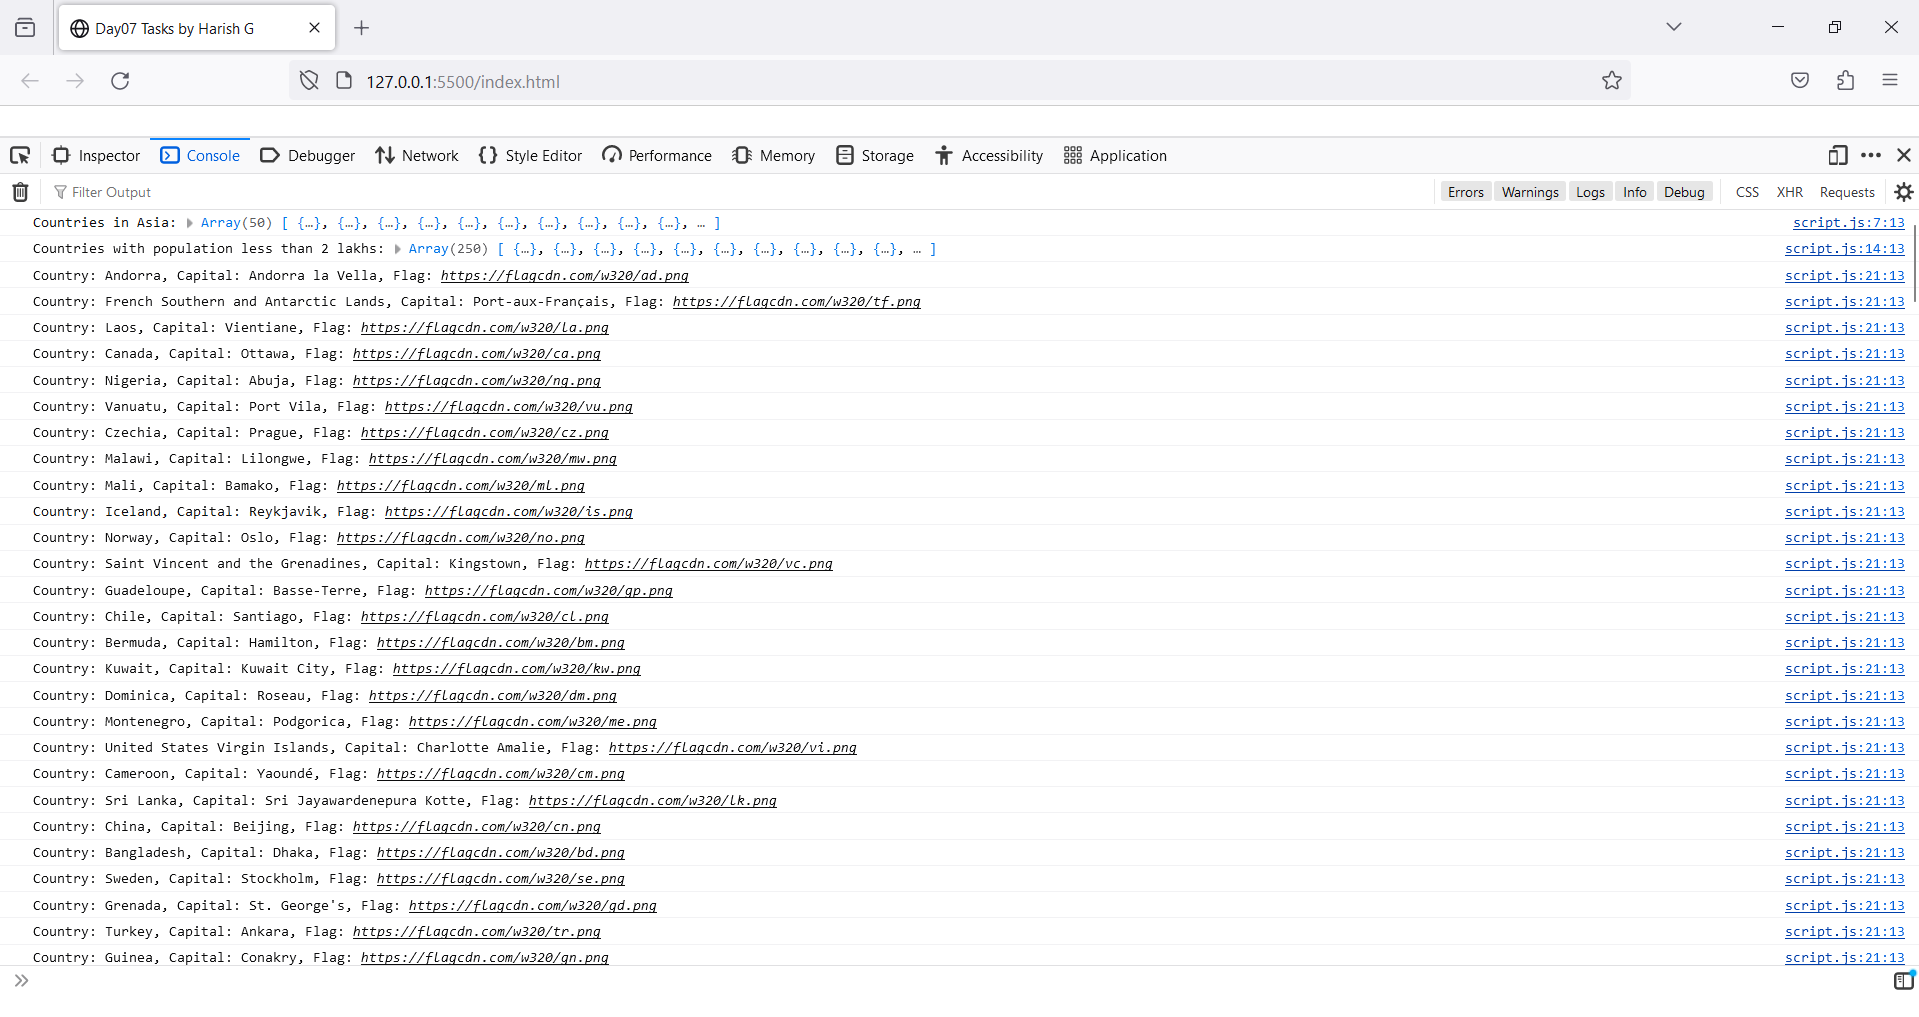 Day07 Tasks by Harish G
127.0.0.1:5500/index.html
Inspector Console Debugger Network {} Style Editor Performance Memory Storage Accessibility Application
Filter Output Errors Warnings Logs Info Debug CSS XHR Requests
Countries in Asia: Array(50) [ {…}, {…}, {…}, {…}, {…}, {…}, {…}, {…}, {…}, {…}, … ] script.js:7:13
Countries with population less than 2 lakhs: Array(250) [ {…}, {…}, {…}, {…}, {…}, {…}, {…}, {…}, {…}, {…}, … ] script.js:14:13
Country: Andorra, Capital: Andorra la Vella, Flag: https://flagcdn.com/w320/ad.png script.js:21:13
Country: French Southern and Antarctic Lands, Capital: Port-aux-Français, Flag: https://flagcdn.com/w320/tf.png script.js:21:13
Country: Laos, Capital: Vientiane, Flag: https://flagcdn.com/w320/la.png script.js:21:13
Country: Canada, Capital: Ottawa, Flag: https://flagcdn.com/w320/ca.png script.js:21:13
Country: Nigeria, Capital: Abuja, Flag: https://flagcdn.com/w320/ng.png script.js:21:13
Country: Vanuatu, Capital: Port Vila, Flag: https://flagcdn.com/w320/vu.png script.js:21:13
Country: Czechia, Capital: Prague, Flag: https://flagcdn.com/w320/cz.png script.js:21:13
Country: Malawi, Capital: Lilongwe, Flag: https://flagcdn.com/w320/mw.png script.js:21:13
Country: Mali, Capital: Bamako, Flag: https://flagcdn.com/w320/ml.png script.js:21:13
Country: Iceland, Capital: Reykjavik, Flag: https://flagcdn.com/w320/is.png script.js:21:13
Country: Norway, Capital: Oslo, Flag: https://flagcdn.com/w320/no.png script.js:21:13
Country: Saint Vincent and the Grenadines, Capital: Kingstown, Flag: https://flagcdn.com/w320/vc.png script.js:21:13
Country: Guadeloupe, Capital: Basse-Terre, Flag: https://flagcdn.com/w320/gp.png script.js:21:13
Country: Chile, Capital: Santiago, Flag: https://flagcdn.com/w320/cl.png script.js:21:13
Country: Bermuda, Capital: Hamilton, Flag: https://flagcdn.com/w320/bm.png script.js:21:13
Country: Kuwait, Capital: Kuwait City, Flag: https://flagcdn.com/w320/kw.png script.js:21:13
Country: Dominica, Capital: Roseau, Flag: https://flagcdn.com/w320/dm.png script.js:21:13
Country: Montenegro, Capital: Podgorica, Flag: https://flagcdn.com/w320/me.png script.js:21:13
Country: United States Virgin Islands, Capital: Charlotte Amalie, Flag: https://flagcdn.com/w320/vi.png script.js:21:13
Country: Cameroon, Capital: Yaoundé, Flag: https://flagcdn.com/w320/cm.png script.js:21:13
Country: Sri Lanka, Capital: Sri Jayawardenepura Kotte, Flag: https://flagcdn.com/w320/lk.png script.js:21:13
Country: China, Capital: Beijing, Flag: https://flagcdn.com/w320/cn.png script.js:21:13
Country: Bangladesh, Capital: Dhaka, Flag: https://flagcdn.com/w320/bd.png script.js:21:13
Country: Sweden, Capital: Stockholm, Flag: https://flagcdn.com/w320/se.png script.js:21:13
Country: Grenada, Capital: St. George's, Flag: https://flagcdn.com/w320/gd.png script.js:21:13
Country: Turkey, Capital: Ankara, Flag: https://flagcdn.com/w320/tr.png script.js:21:13
Country: Guinea, Capital: Conakry, Flag: https://flagcdn.com/w320/gn.png script.js:21:13